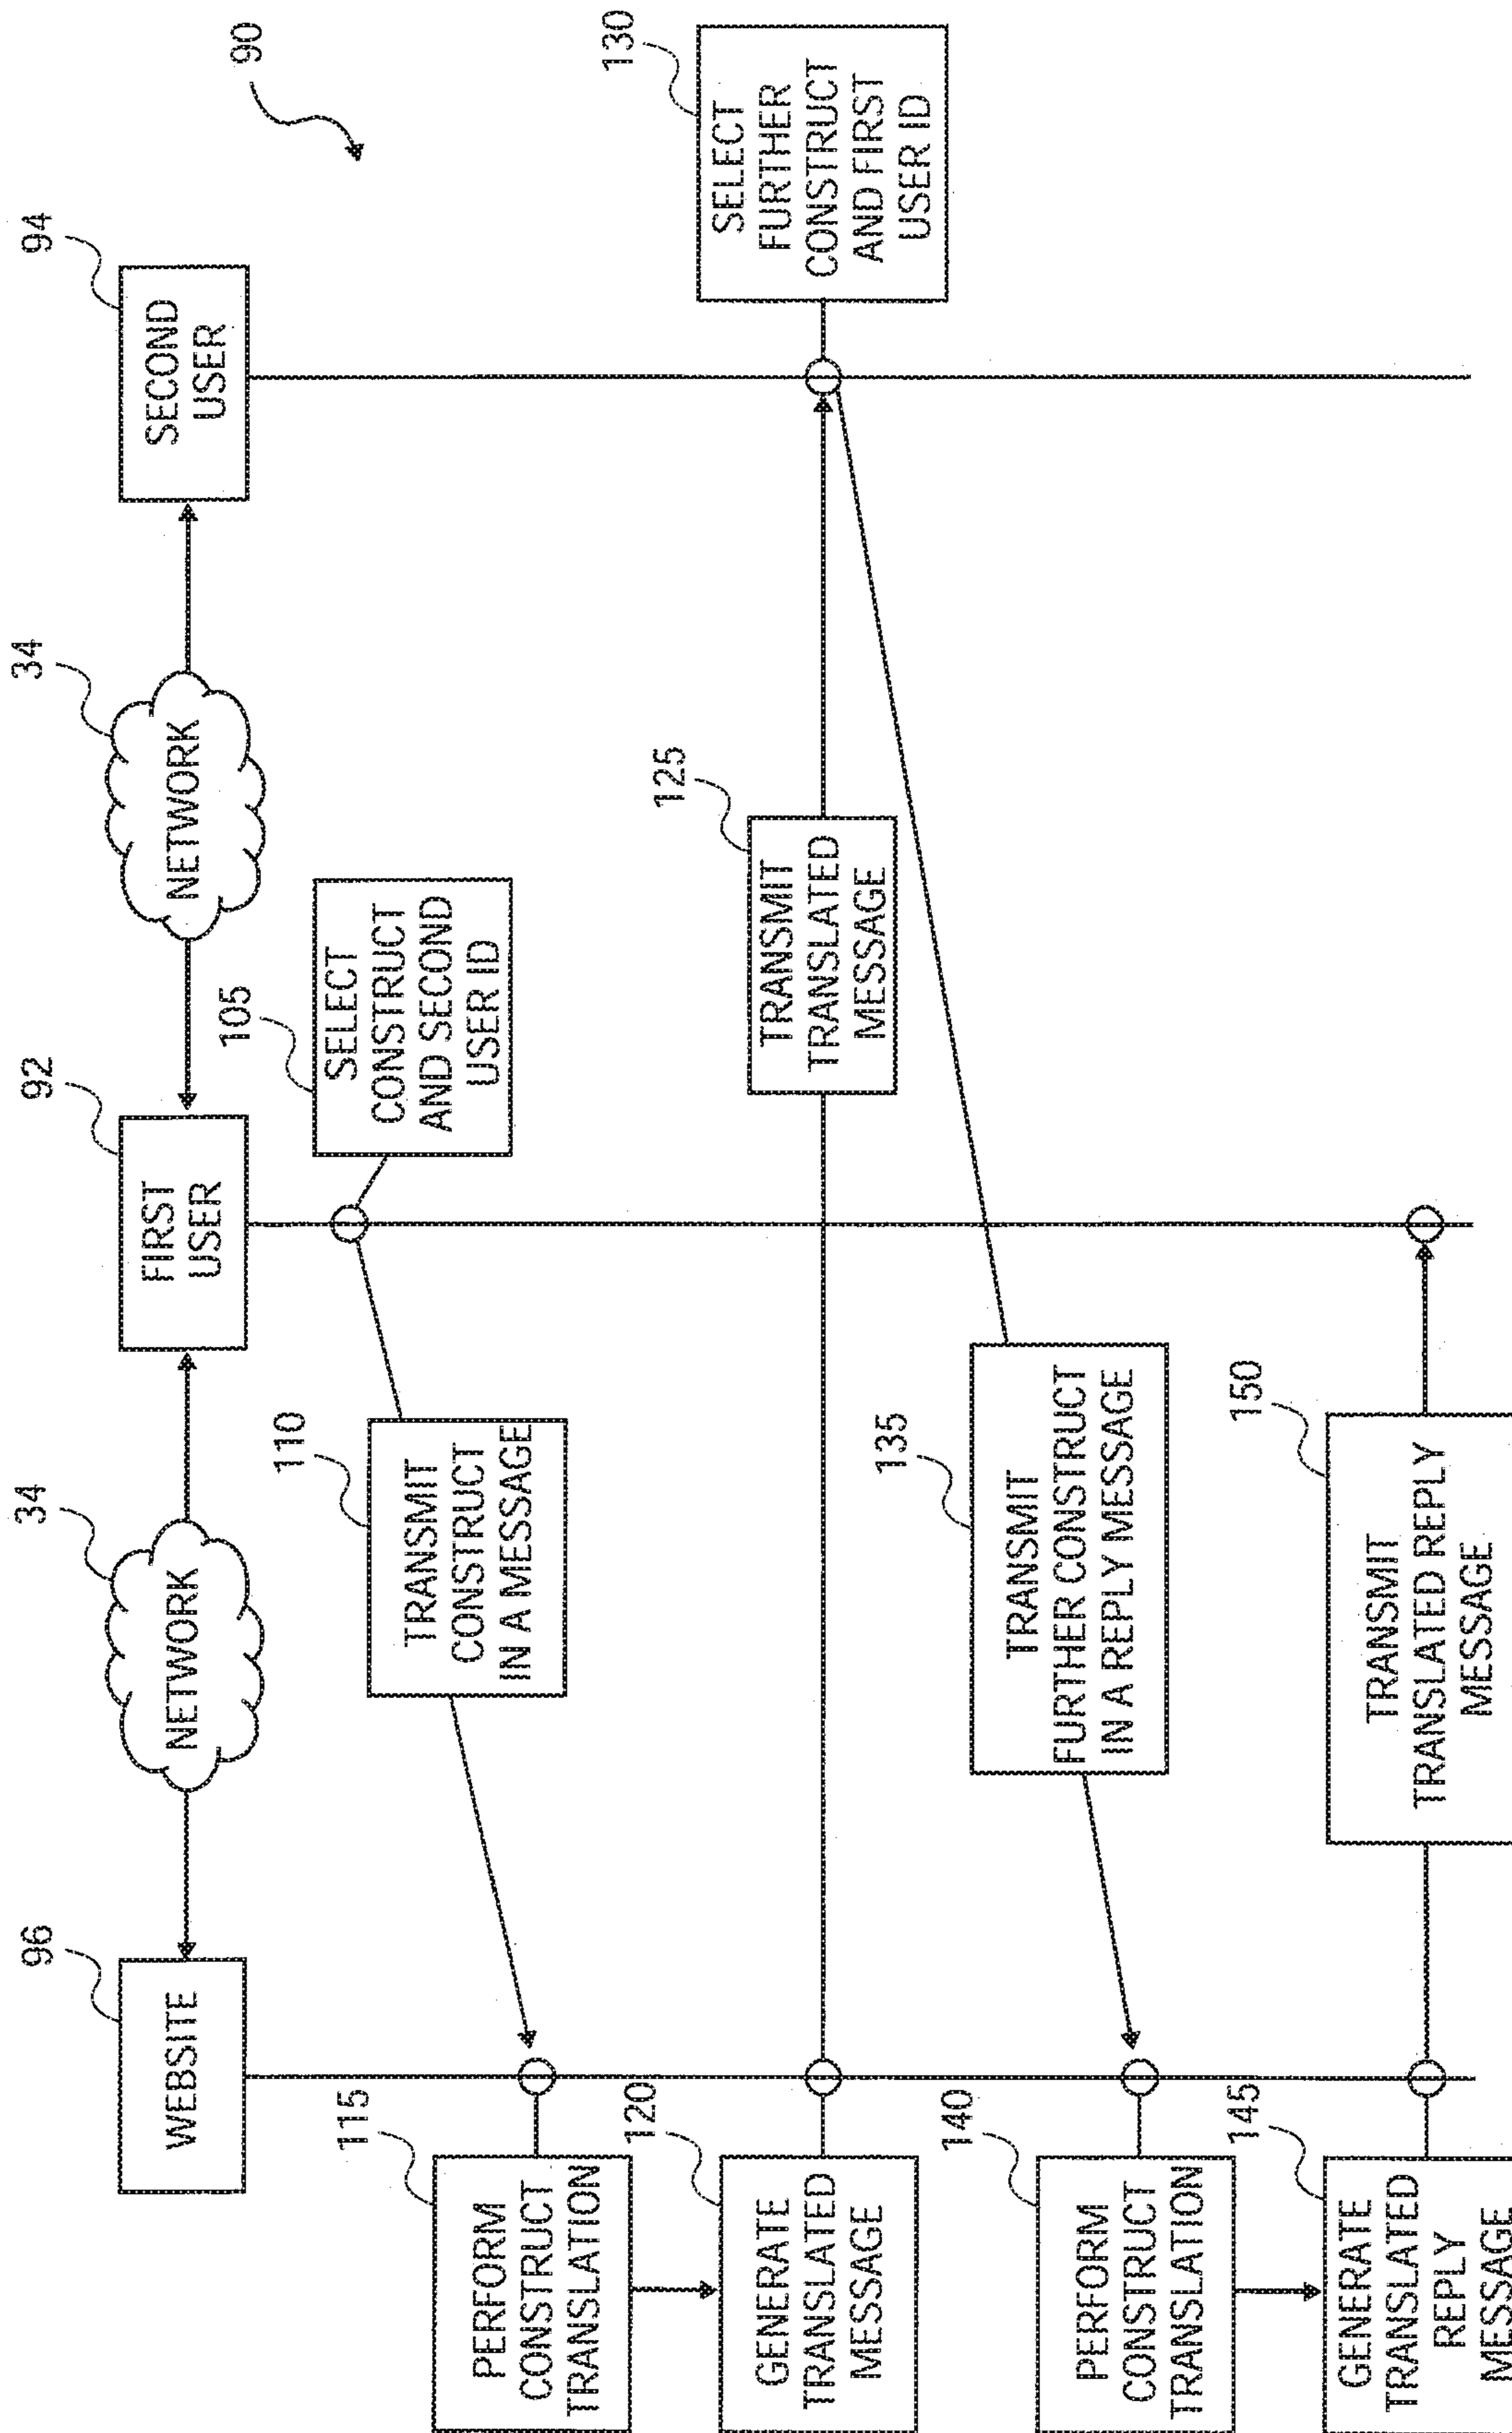 90
96
WEBSITE
34
NETWORK
92
FIRST
USER
34
NETWORK
94
SECOND
USER
105
SELECT
CONSTRUCT
AND SECOND
USER ID
110
TRANSMIT
CONSTRUCT
IN A MESSAGE
115
PERFORM
CONSTRUCT
TRANSLATION
120
GENERATE
TRANSLATED
MESSAGE
125
TRANSMIT
TRANSLATED
MESSAGE
130
SELECT
FURTHER
CONSTRUCT
AND FIRST
USER ID
135
TRANSMIT
FURTHER CONSTRUCT
IN A REPLY MESSAGE
140
PERFORM
CONSTRUCT
TRANSLATION
145
GENERATE
TRANSLATED
REPLY
MESSAGE
150
TRANSMIT
TRANSLATED REPLY
MESSAGE